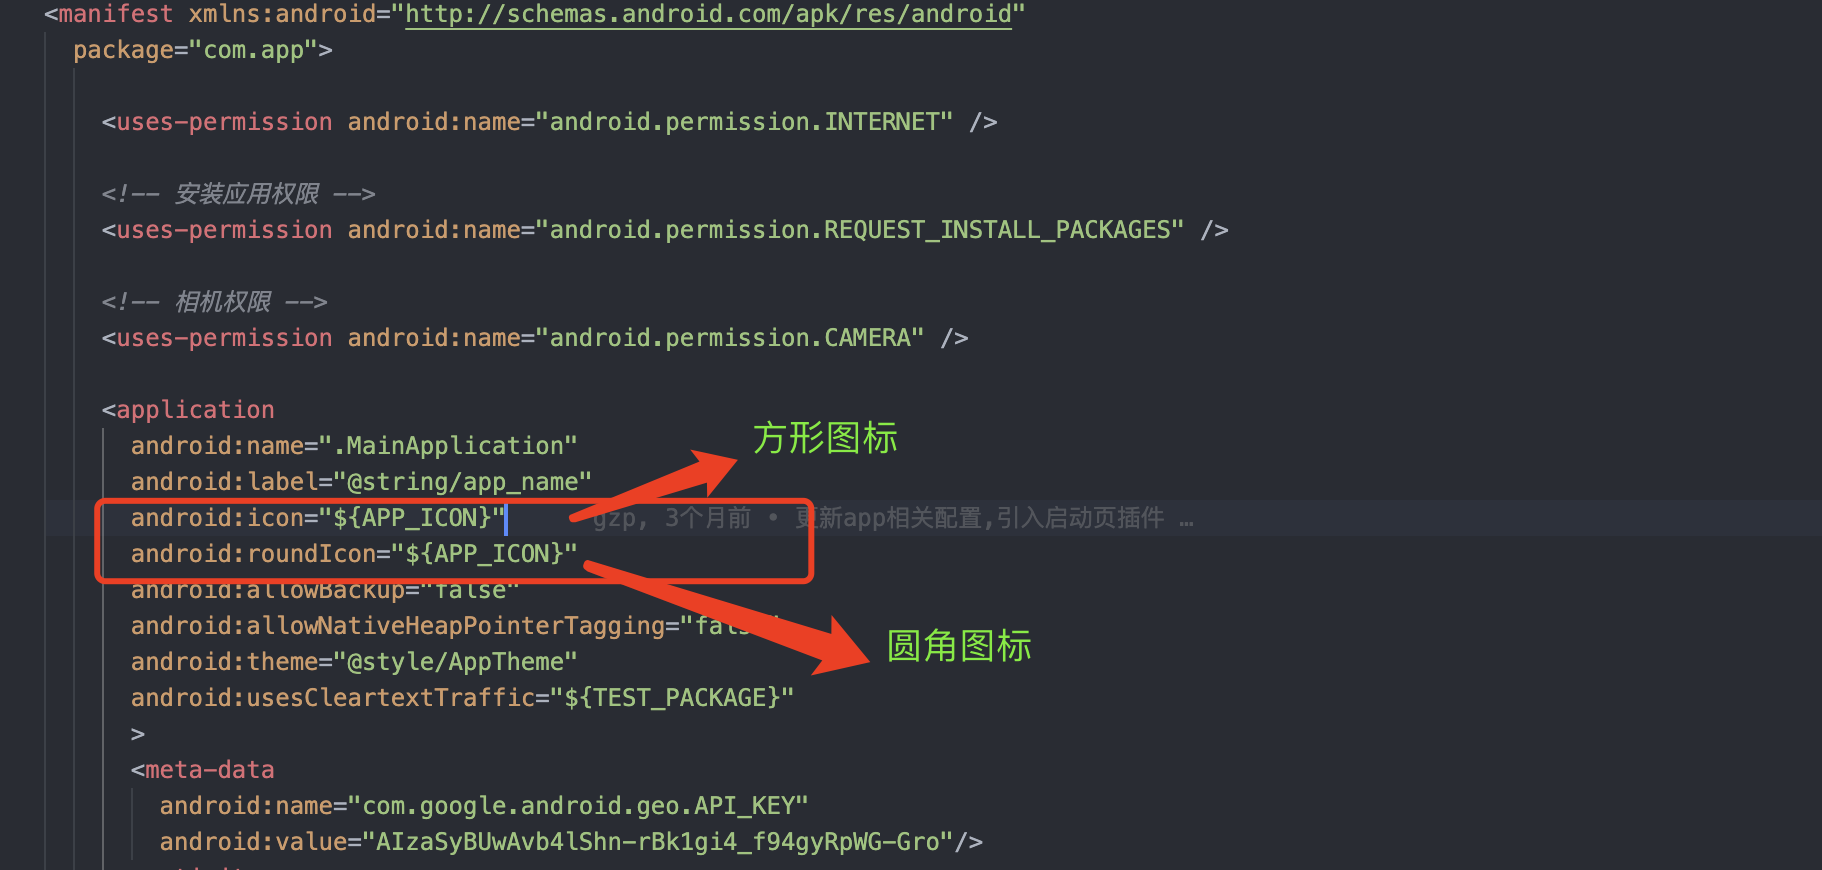 <manifest xmlns:android="http://schemas.android.com/apk/res/android"
package="com.app">
<uses-permission android:name="android.permission.INTERNET" />
<!-- 安装应用权限 -->
<uses-permission android:name="android.permission.REQUEST_INSTALL_PACKAGES" />
<!-- 相机权限 -->
<uses-permission android:name="android.permission.CAMERA" />
<application
android:name=".MainApplication"
方形图标
android:label="@string/app_name"
android:icon="${APP_ICON}" gzp, 3个月前 • 更新app相关配置,引入启动页插件 …
android:roundIcon="${APP_ICON}"
android:allowBackup="false"
android:allowNativeHeapPointerTagging="false"
圆角图标
android:theme="@style/AppTheme"
android:usesCleartextTraffic="${TEST_PACKAGE}"
>
<meta-data
android:name="com.google.android.geo.API_KEY"
android:value="AIzaSyBUwAvb4lShn-rBk1gi4_f94gyRpWG-Gro"/>